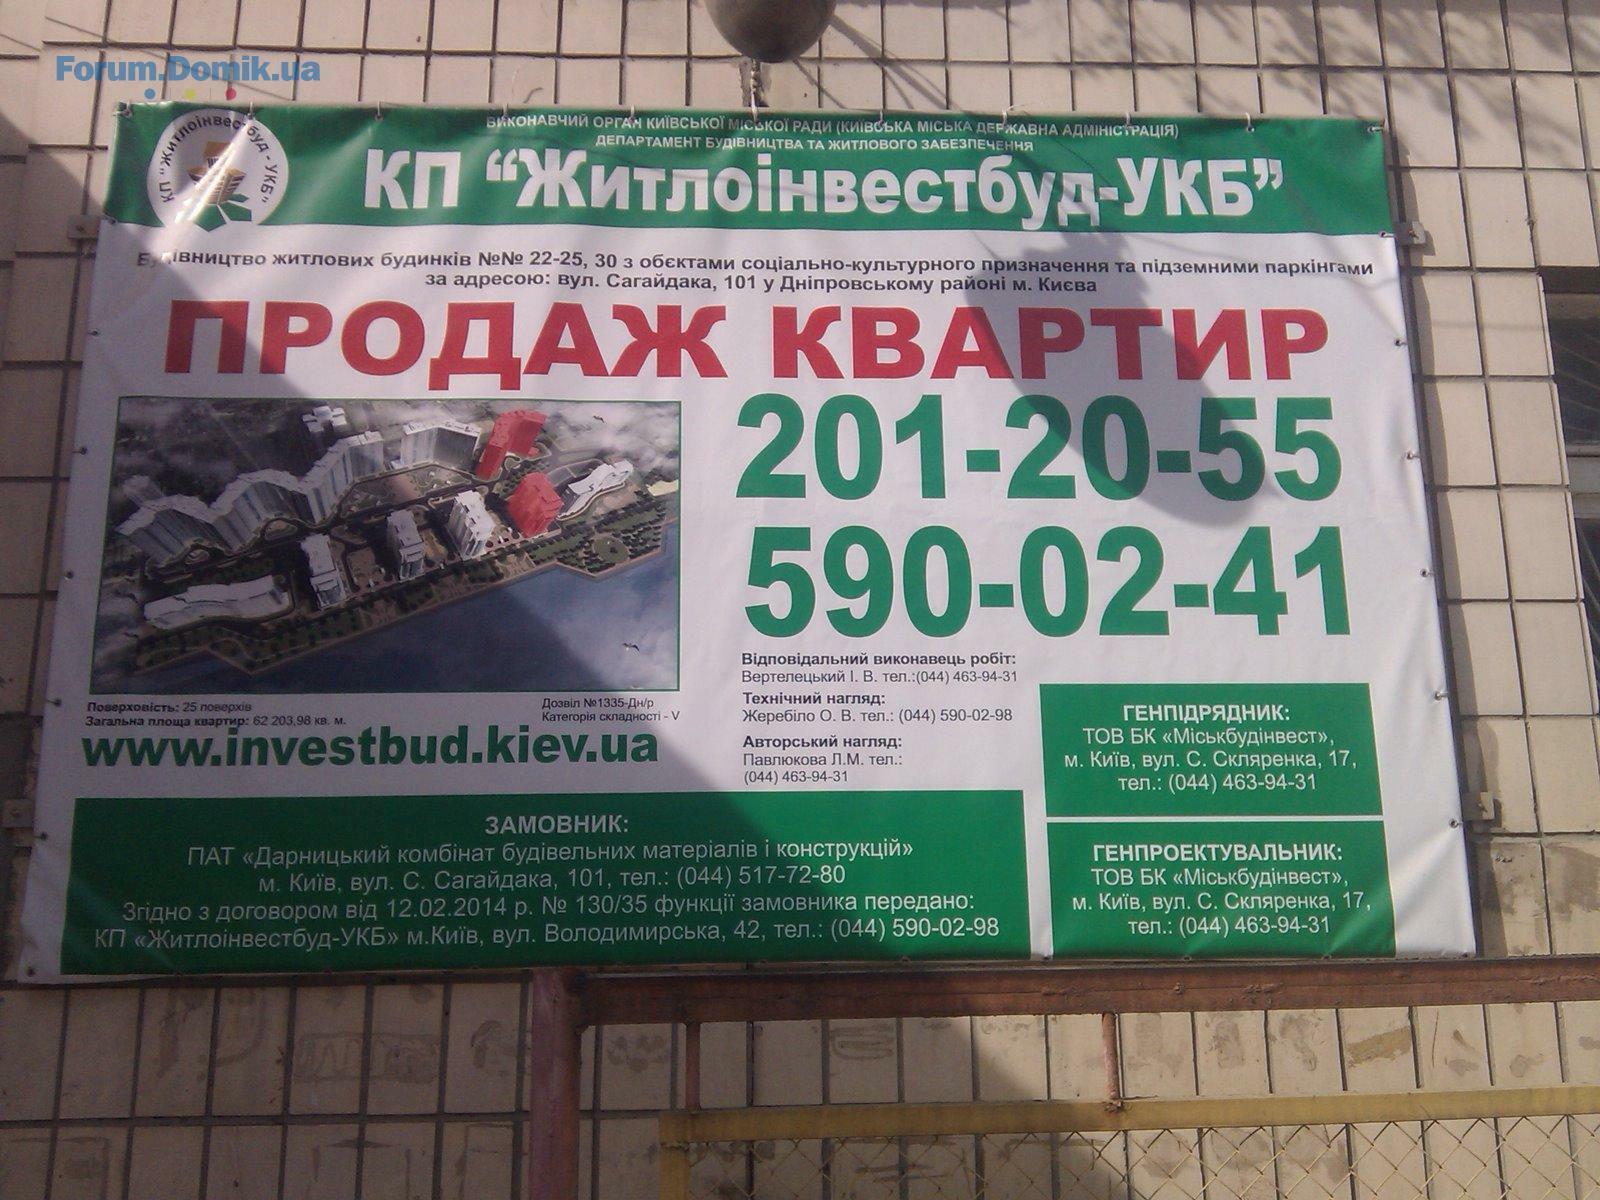 Forum.Domik.ua
КП "Житлоінвестбуд - УКБ"
ВИКОНАВЧИЙ ОРГАН КИЇВСЬКОЇ МІСЬКОЇ РАДИ (КИЇВСЬКА МІСЬКА ДЕРЖАВНА АДМІНІСТРАЦІЯ)
ДЕПАРТАМЕНТ БУДІВНИЦТВА ТА ЖИТЛОВОГО ЗАБЕЗПЕЧЕННЯ
КП “Житлоінвестбуд-УКБ”
Будівництво житлових будинків №№ 22-25, 30 з обєктами соціально-культурного призначення та підземними паркінгами
за адресою: вул. Сагайдака, 101 у Дніпровському районі м. Києва
ПРОДАЖ КВАРТИР
201-20-55
590-02-41
Поверховість: 25 поверхів
Загальна площа квартир: 62 203,98 кв. м.
Дозвіл №1335-Дн/р
Категорія складності - V
www.investbud.kiev.ua
Відповідальний виконавець робіт:
Вертелецький І. В. тел.:(044) 463-94-31
Технічний нагляд:
Жеребіло О. В. тел.: (044) 590-02-98
Авторський нагляд:
Павлюкова Л.М. тел.:
(044) 463-94-31
ГЕНПІДРЯДНИК:
ТОВ БК «Міськбудінвест»,
м. Київ, вул. С. Скляренка, 17,
тел.: (044) 463-94-31
ЗАМОВНИК:
ПАТ «Дарницький комбінат будівельних матеріалів і конструкцій»
м. Київ, вул. С. Сагайдака, 101, тел.: (044) 517-72-80
Згідно з договором від 12.02.2014 р. № 130/35 функції замовника передано:
КП «Житлоінвестбуд-УКБ» м.Київ, вул. Володимирська, 42, тел.: (044) 590-02-98
ГЕНПРОЕКТУВАЛЬНИК:
ТОВ БК «Міськбудінвест»,
м. Київ, вул. С. Скляренка, 17,
тел.: (044) 463-94-31